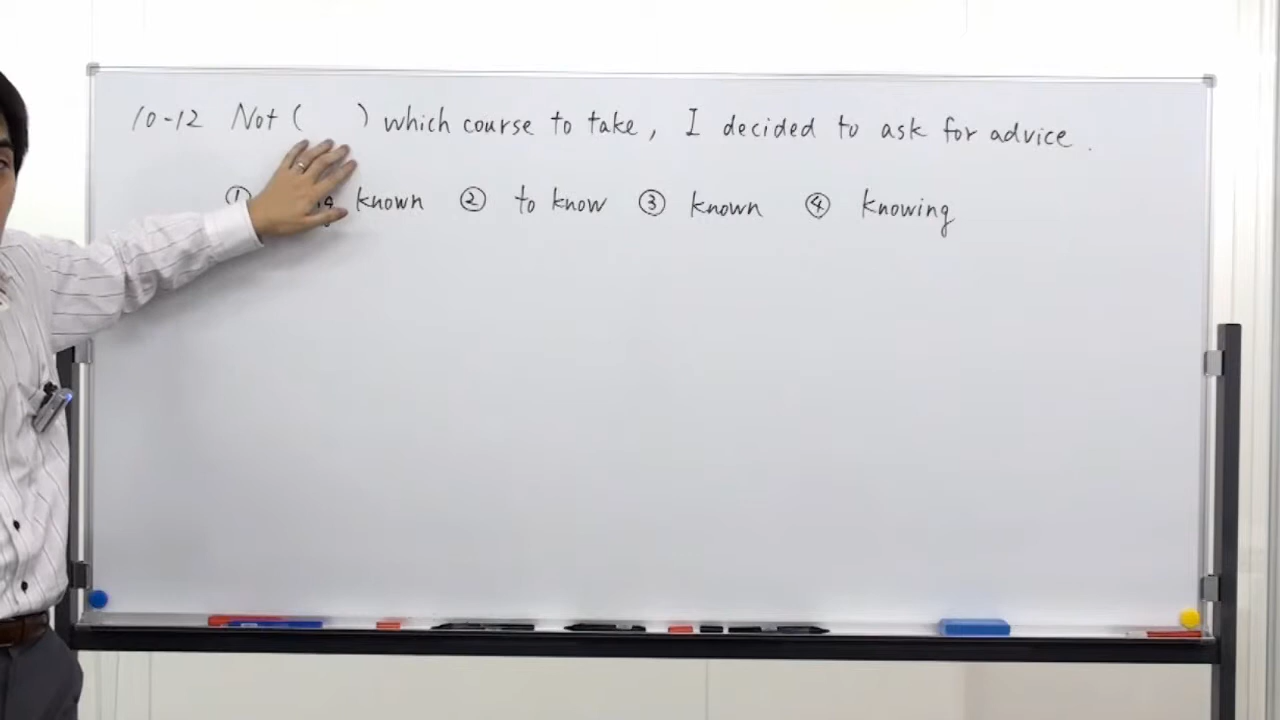 10-12 Not ( ) which course to take, I decided to ask for advice.
① known ② to know ③ known ④ knowing